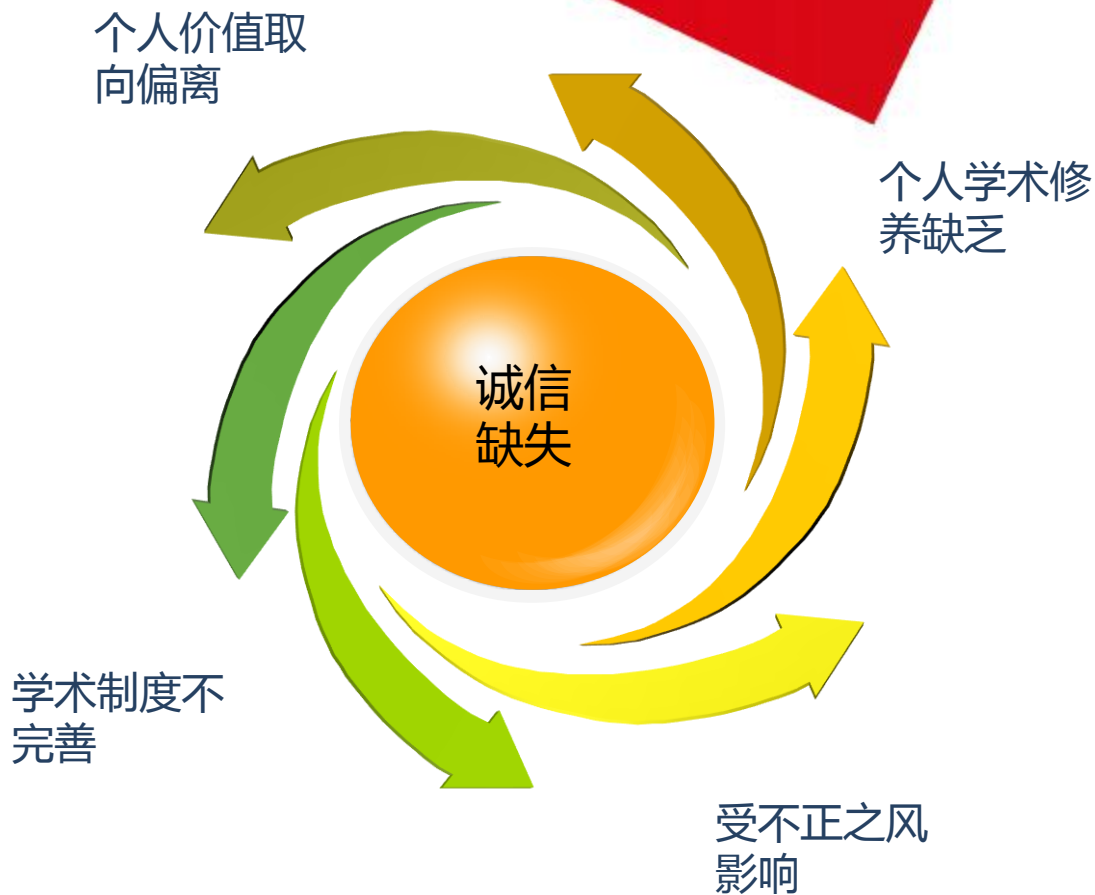 个人价值取
向偏离
个人学术修
养缺乏
诚信
缺失
学术制度不
完善
受不正之风
影响